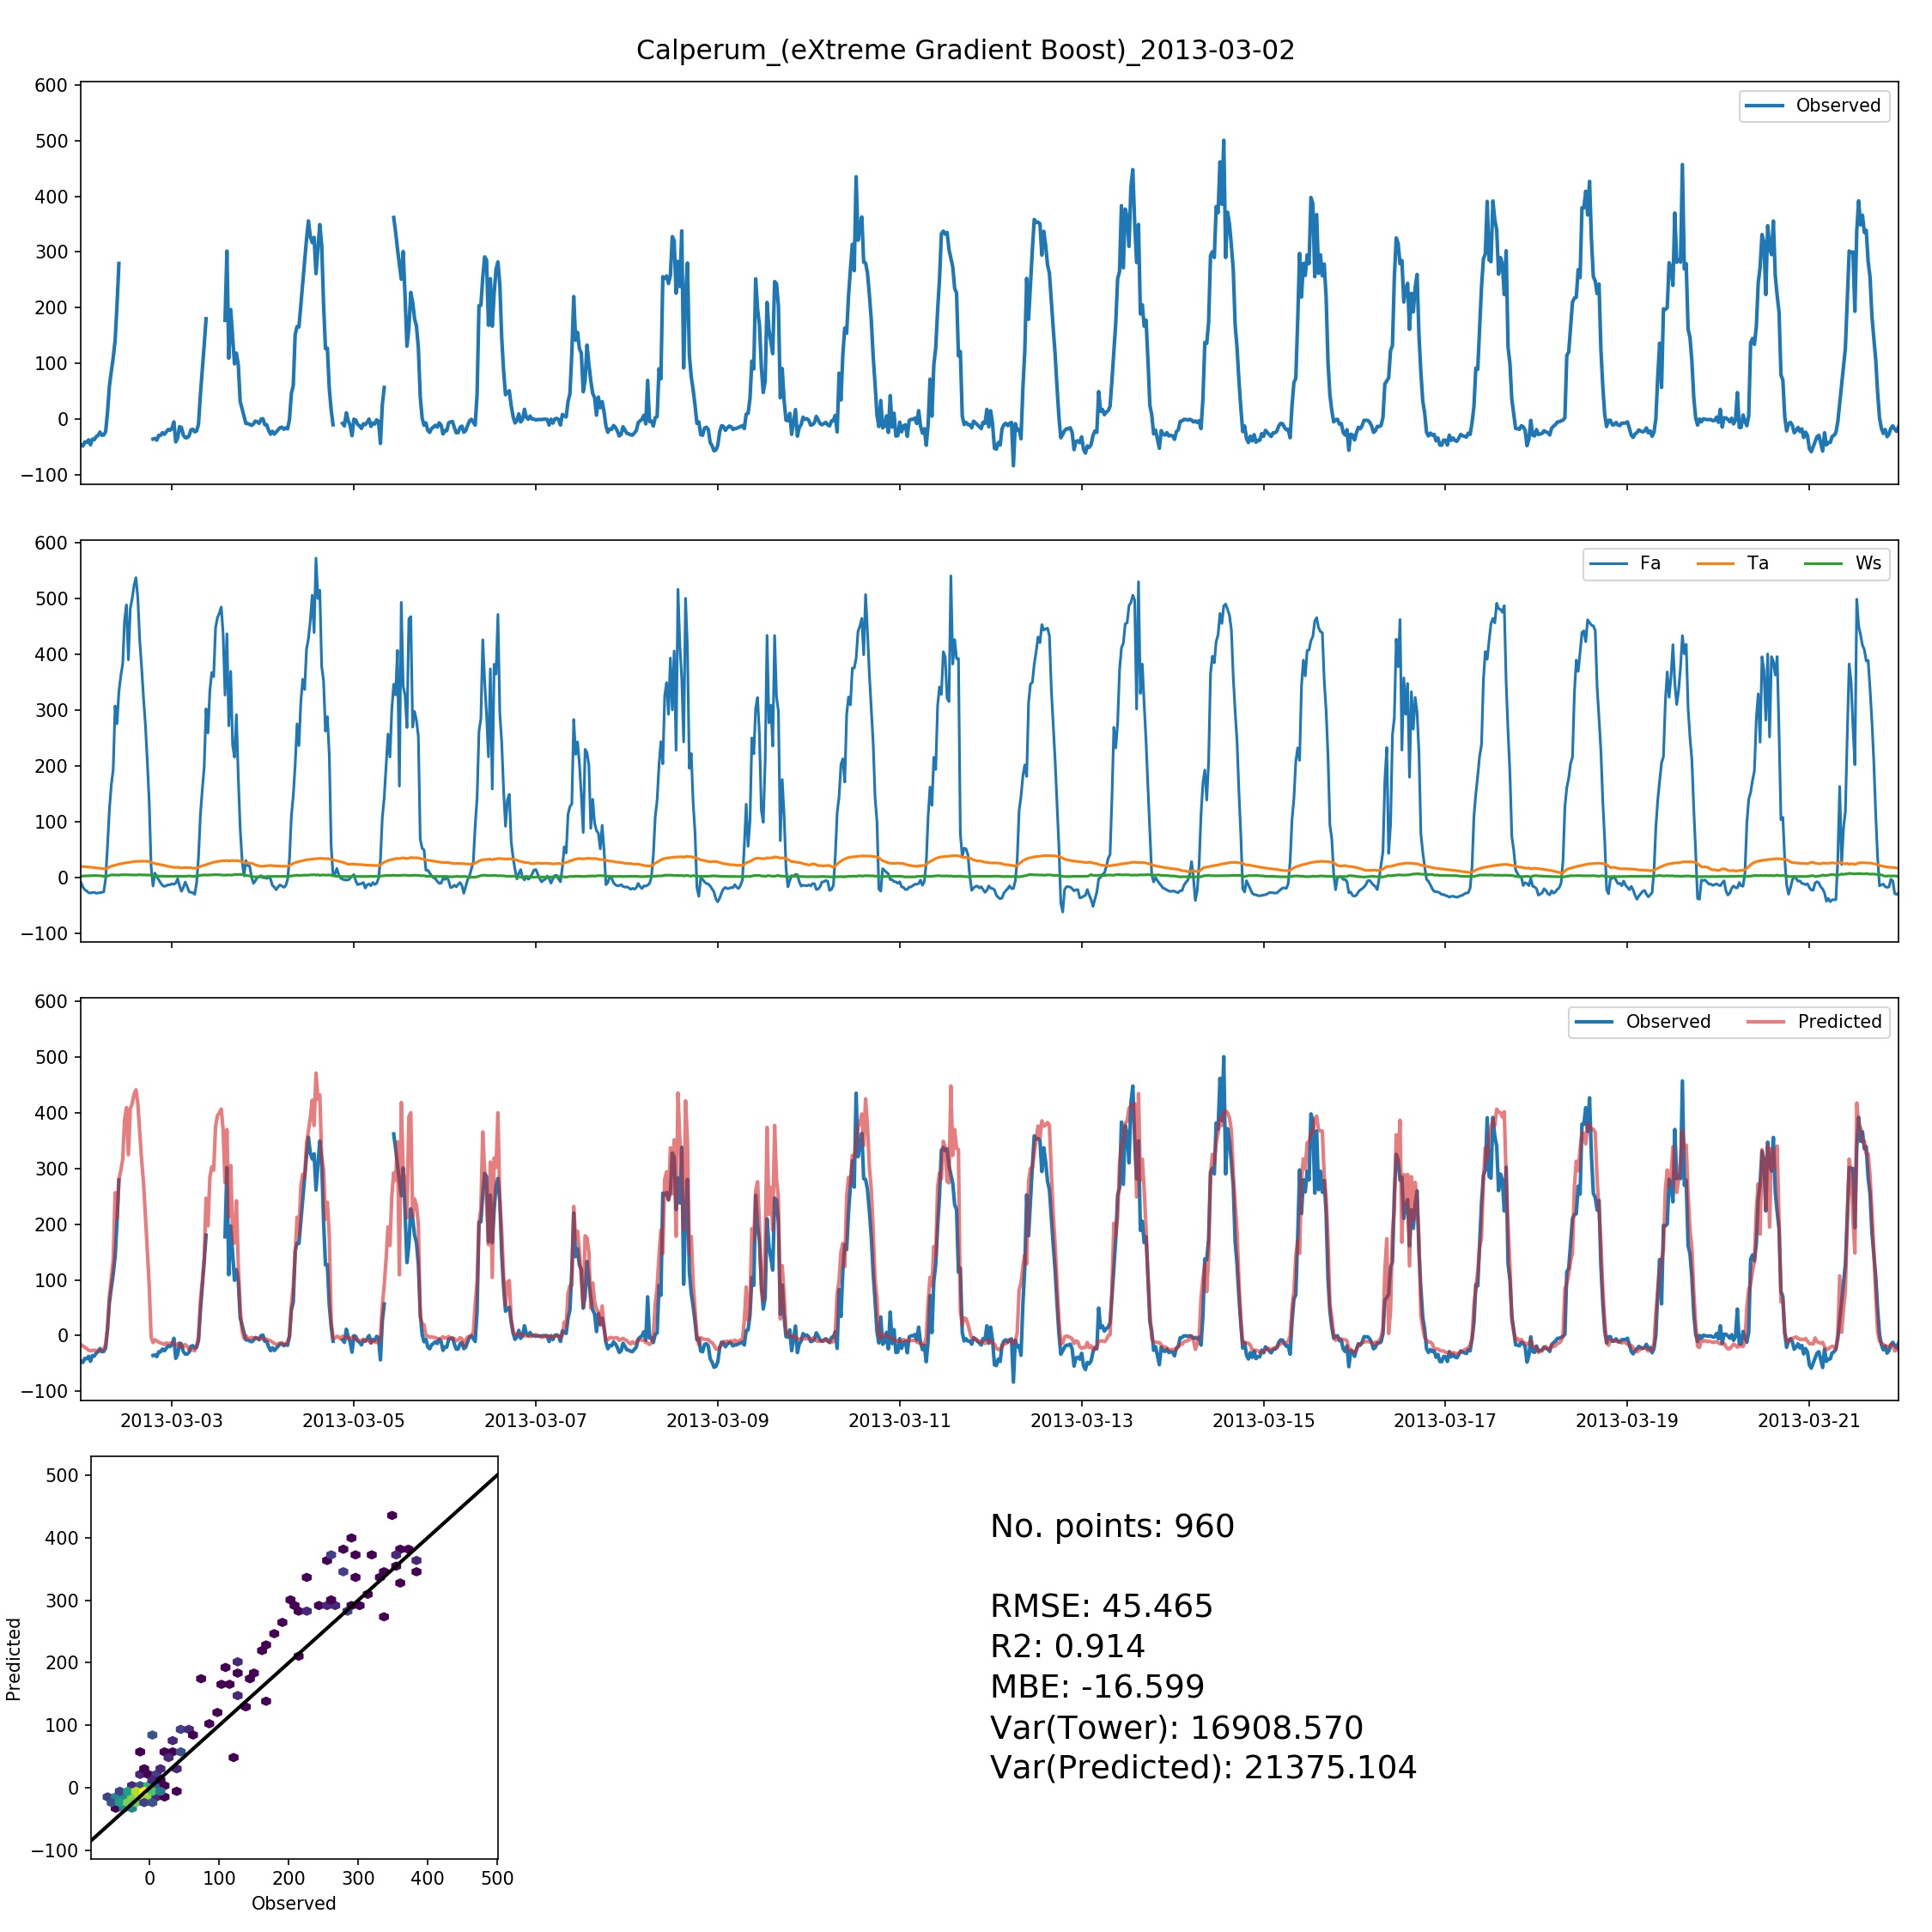 Calperum_(eXtreme Gradient Boost)_2013-03-02
600
500
400
300
200
100
0
−100
Observed
600
500
400
300
200
100
0
−100
Fa Ta Ws
600
500
400
300
200
100
0
−100
Observed Predicted
2013-03-03 2013-03-05 2013-03-07 2013-03-09 2013-03-11 2013-03-13 2013-03-15 2013-03-17 2013-03-19 2013-03-21
Predicted
500
400
300
200
100
0
−100
0 100 200 300 400 500
Observed
No. points: 960
RMSE: 45.465
R2: 0.914
MBE: -16.599
Var(Tower): 16908.570
Var(Predicted): 21375.104